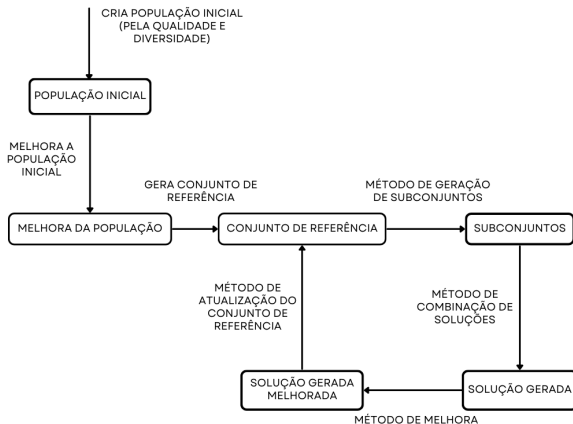 CRIA POPULAÇÃO INICIAL
(PELA QUALIDADE E
DIVERSIDADE)
POPULAÇÃO INICIAL
MELHORA A
POPULAÇÃO
INICIAL
GERA CONJUNTO DE
REFERÊNCIA
MÉTODO DE GERAÇÃO
DE SUBCONJUNTOS
MELHORA DA POPULAÇÃO
CONJUNTO DE REFERÊNCIA
SUBCONJUNTOS
MÉTODO DE
ATUALIZAÇÃO DO
CONJUNTO DE
REFERÊNCIA
MÉTODO DE
COMBINAÇÃO DE
SOLUÇÕES
SOLUÇÃO GERADA
MELHORADA
SOLUÇÃO GERADA
MÉTODO DE MELHORA